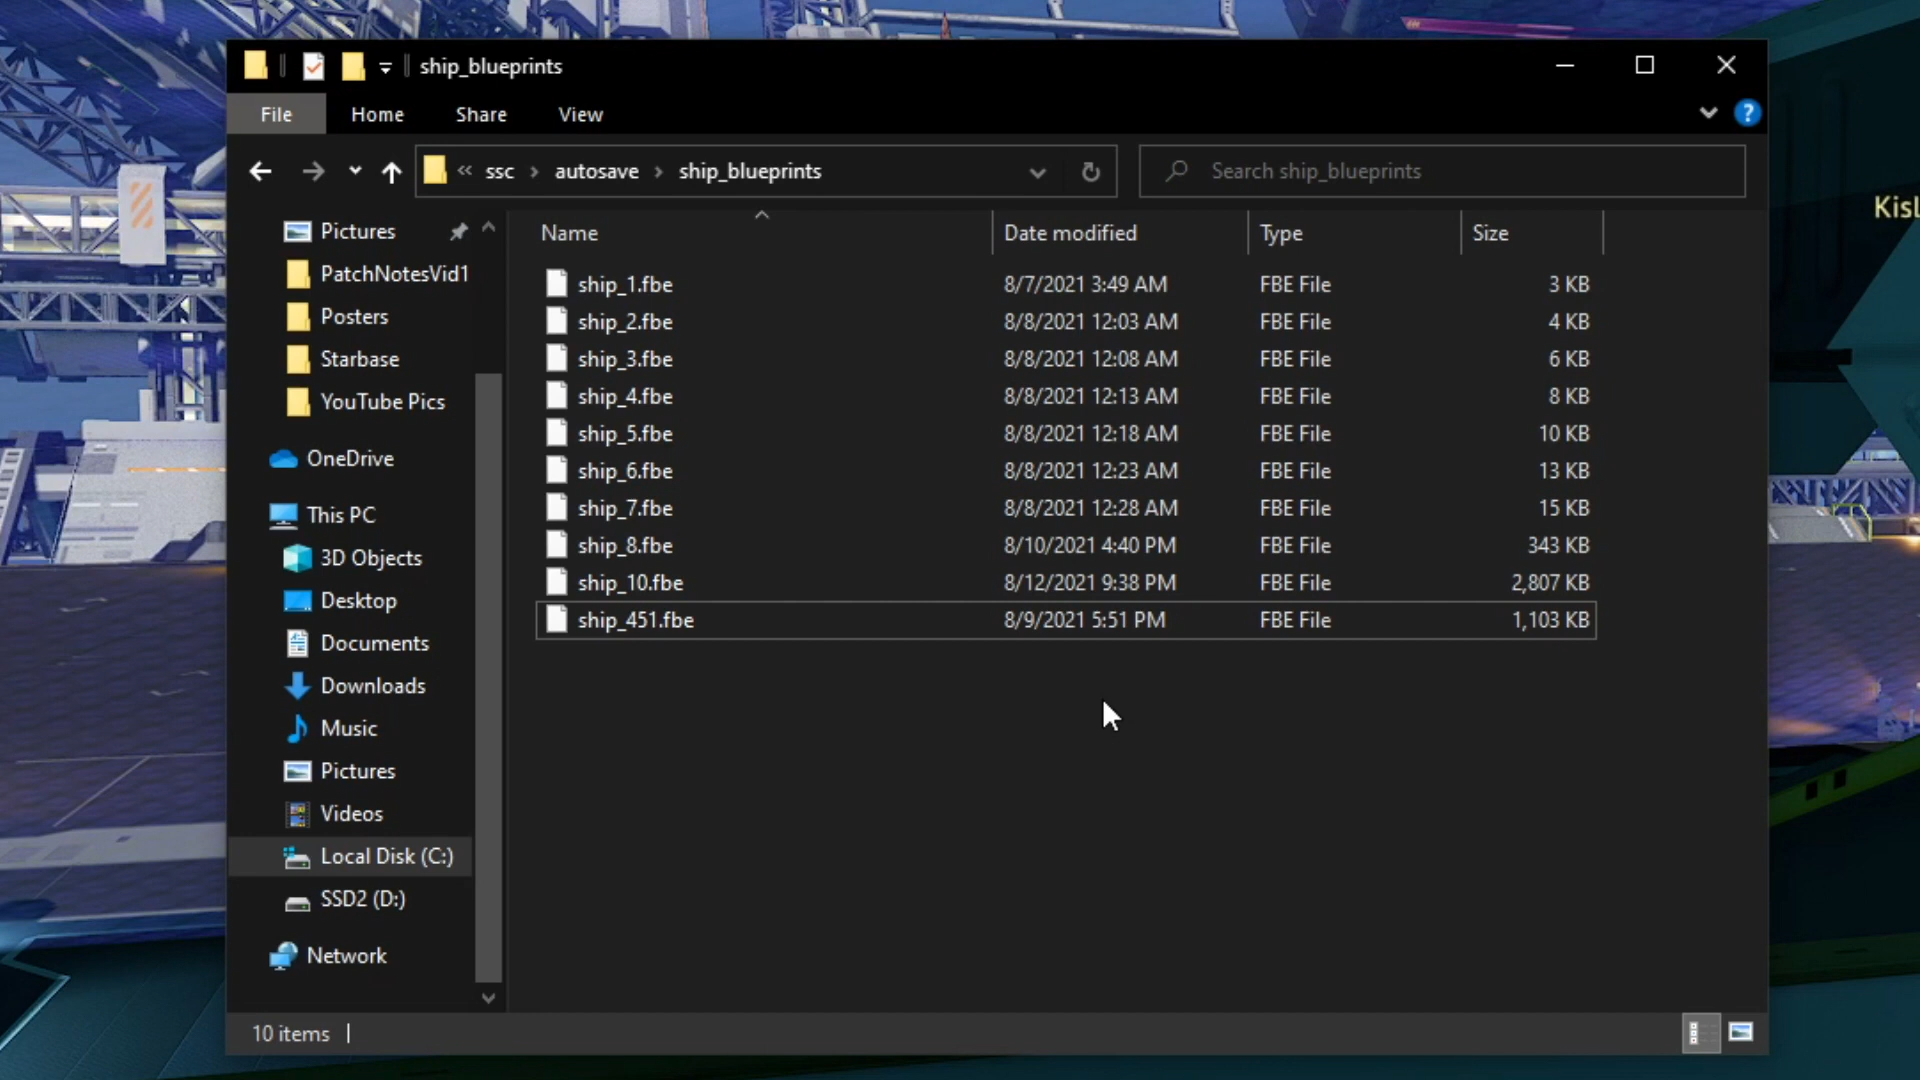 ship_blueprints
File Home Share View
« ssc › autosave › ship_blueprints
Search ship_blueprints
Pictures
PatchNotesVid1
Posters
Starbase
YouTube Pics
OneDrive
This PC
3D Objects
Desktop
Documents
Downloads
Music
Pictures
Videos
Local Disk (C:)
SSD2 (D:)
Network
Name Date modified Type Size
ship_1.fbe 8/7/2021 3:49 AM FBE File 3 KB
ship_2.fbe 8/8/2021 12:03 AM FBE File 4 KB
ship_3.fbe 8/8/2021 12:08 AM FBE File 6 KB
ship_4.fbe 8/8/2021 12:13 AM FBE File 8 KB
ship_5.fbe 8/8/2021 12:18 AM FBE File 10 KB
ship_6.fbe 8/8/2021 12:23 AM FBE File 13 KB
ship_7.fbe 8/8/2021 12:28 AM FBE File 15 KB
ship_8.fbe 8/10/2021 4:40 PM FBE File 343 KB
ship_10.fbe 8/12/2021 9:38 PM FBE File 2,807 KB
ship_451.fbe 8/9/2021 5:51 PM FBE File 1,103 KB
10 items